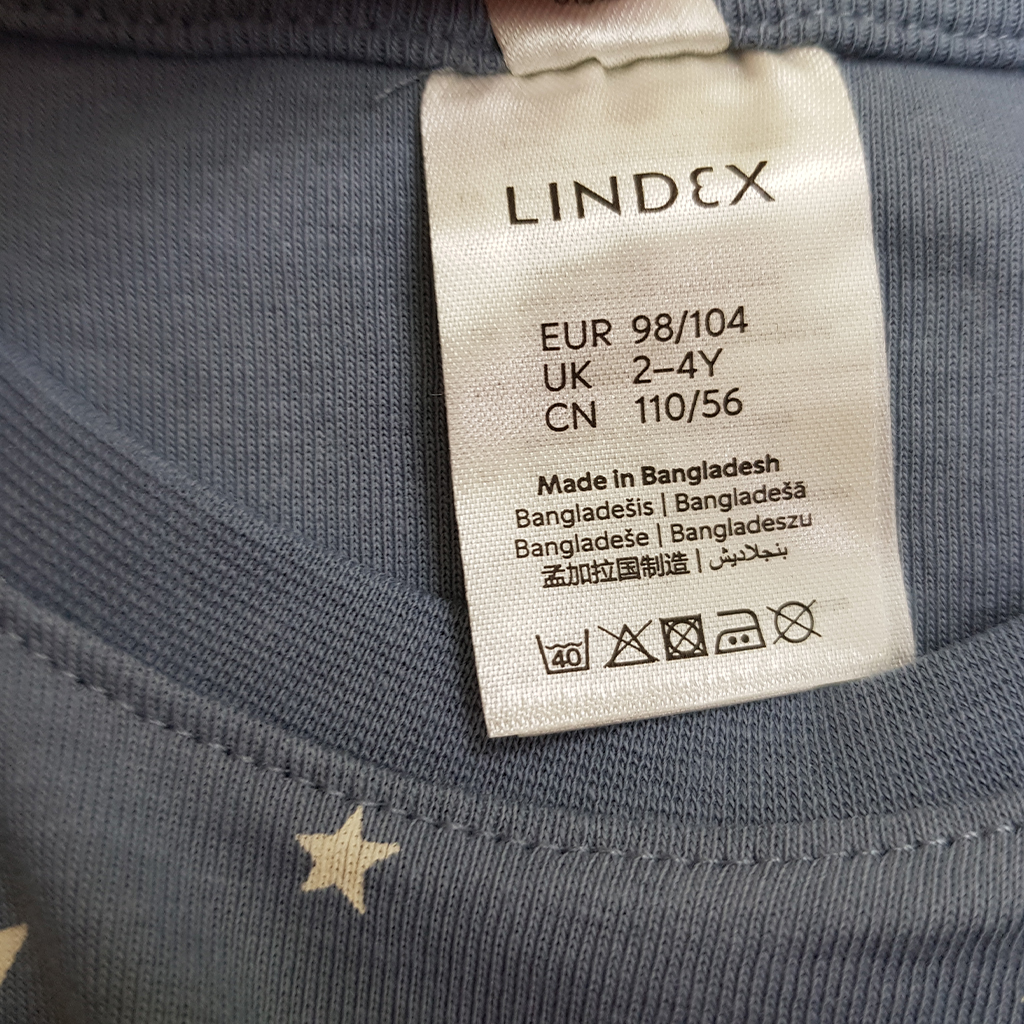 LINDEX
EUR 98/104
UK 2–4Y
CN 110/56
Made in Bangladesh
Bangladešis | Bangladešā
Bangladeše | Bangladeszu
孟加拉国制造 | بنجلاديش
40